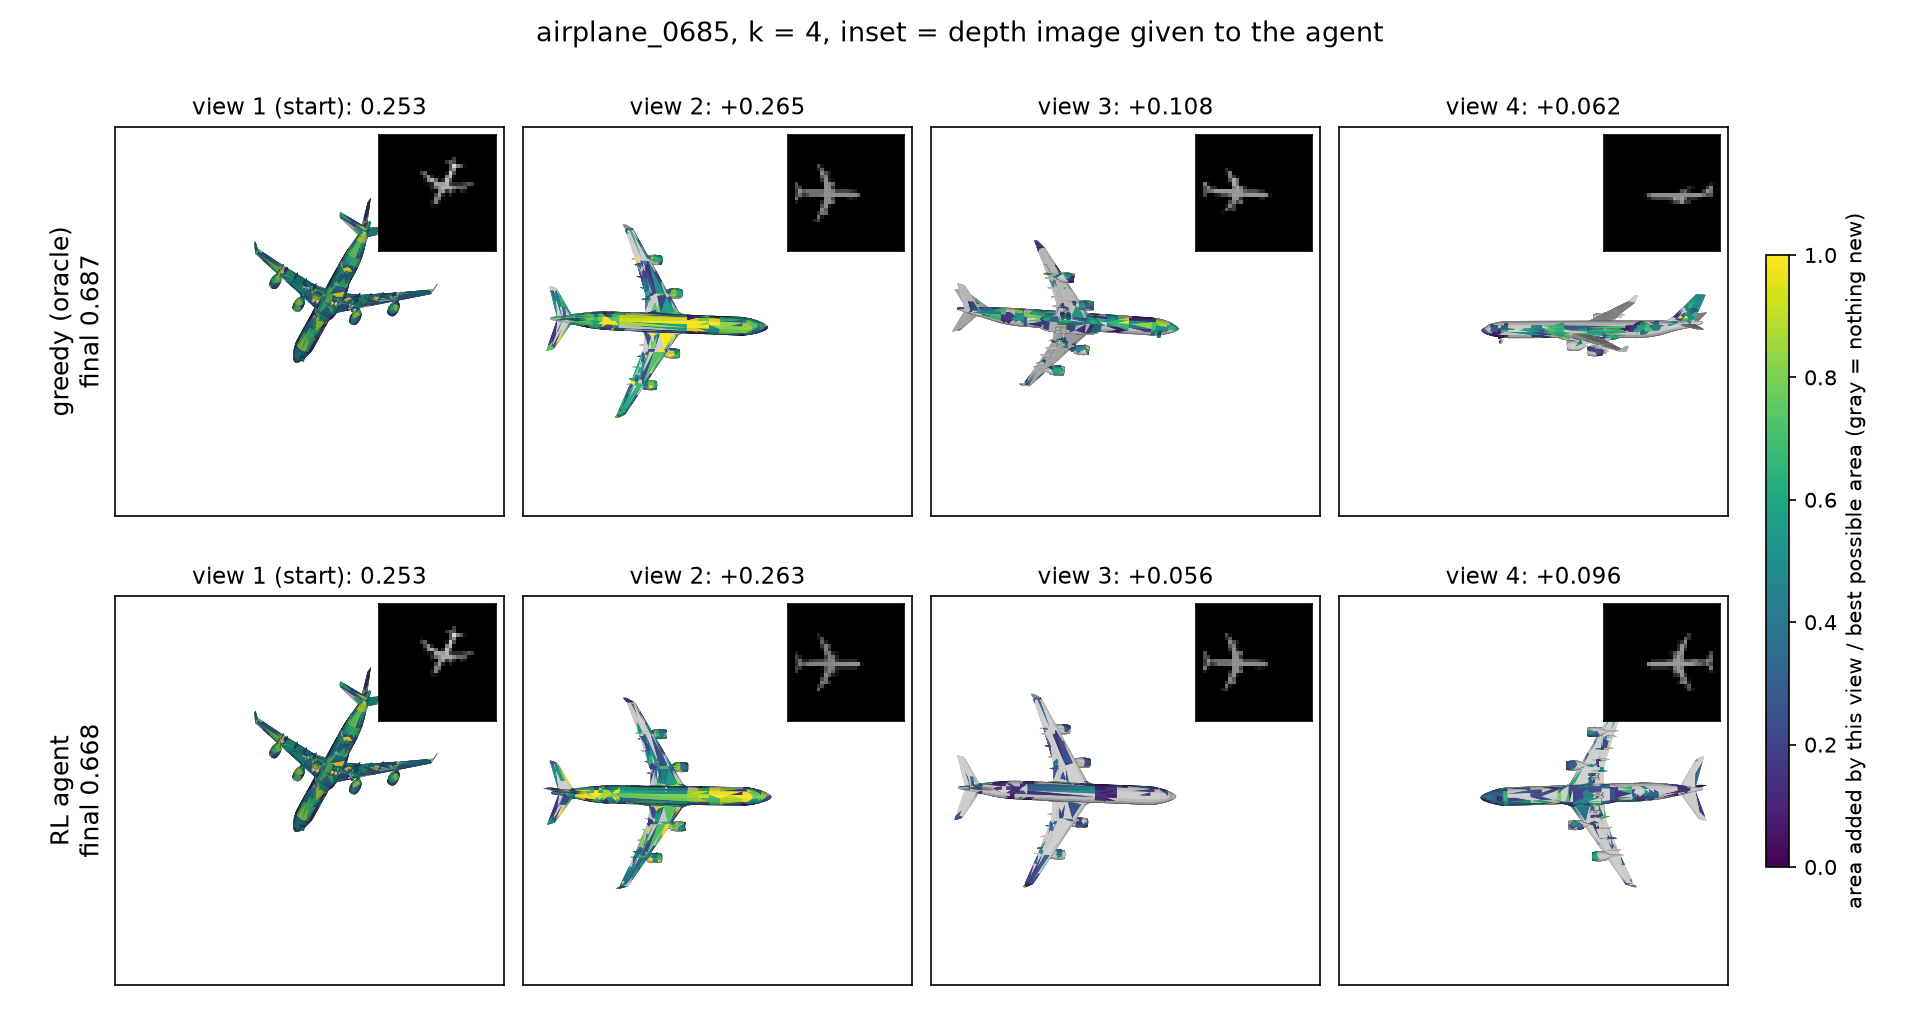 airplane_0685, k = 4, inset = depth image given to the agent
view 1 (start): 0.253
view 2: +0.265
view 3: +0.108
view 4: +0.062
greedy (oracle)
final 0.687
view 1 (start): 0.253
view 2: +0.263
view 3: +0.056
view 4: +0.096
RL agent
final 0.668
1.0
0.8
0.6
0.4
0.2
0.0
area added by this view / best possible area (gray = nothing new)